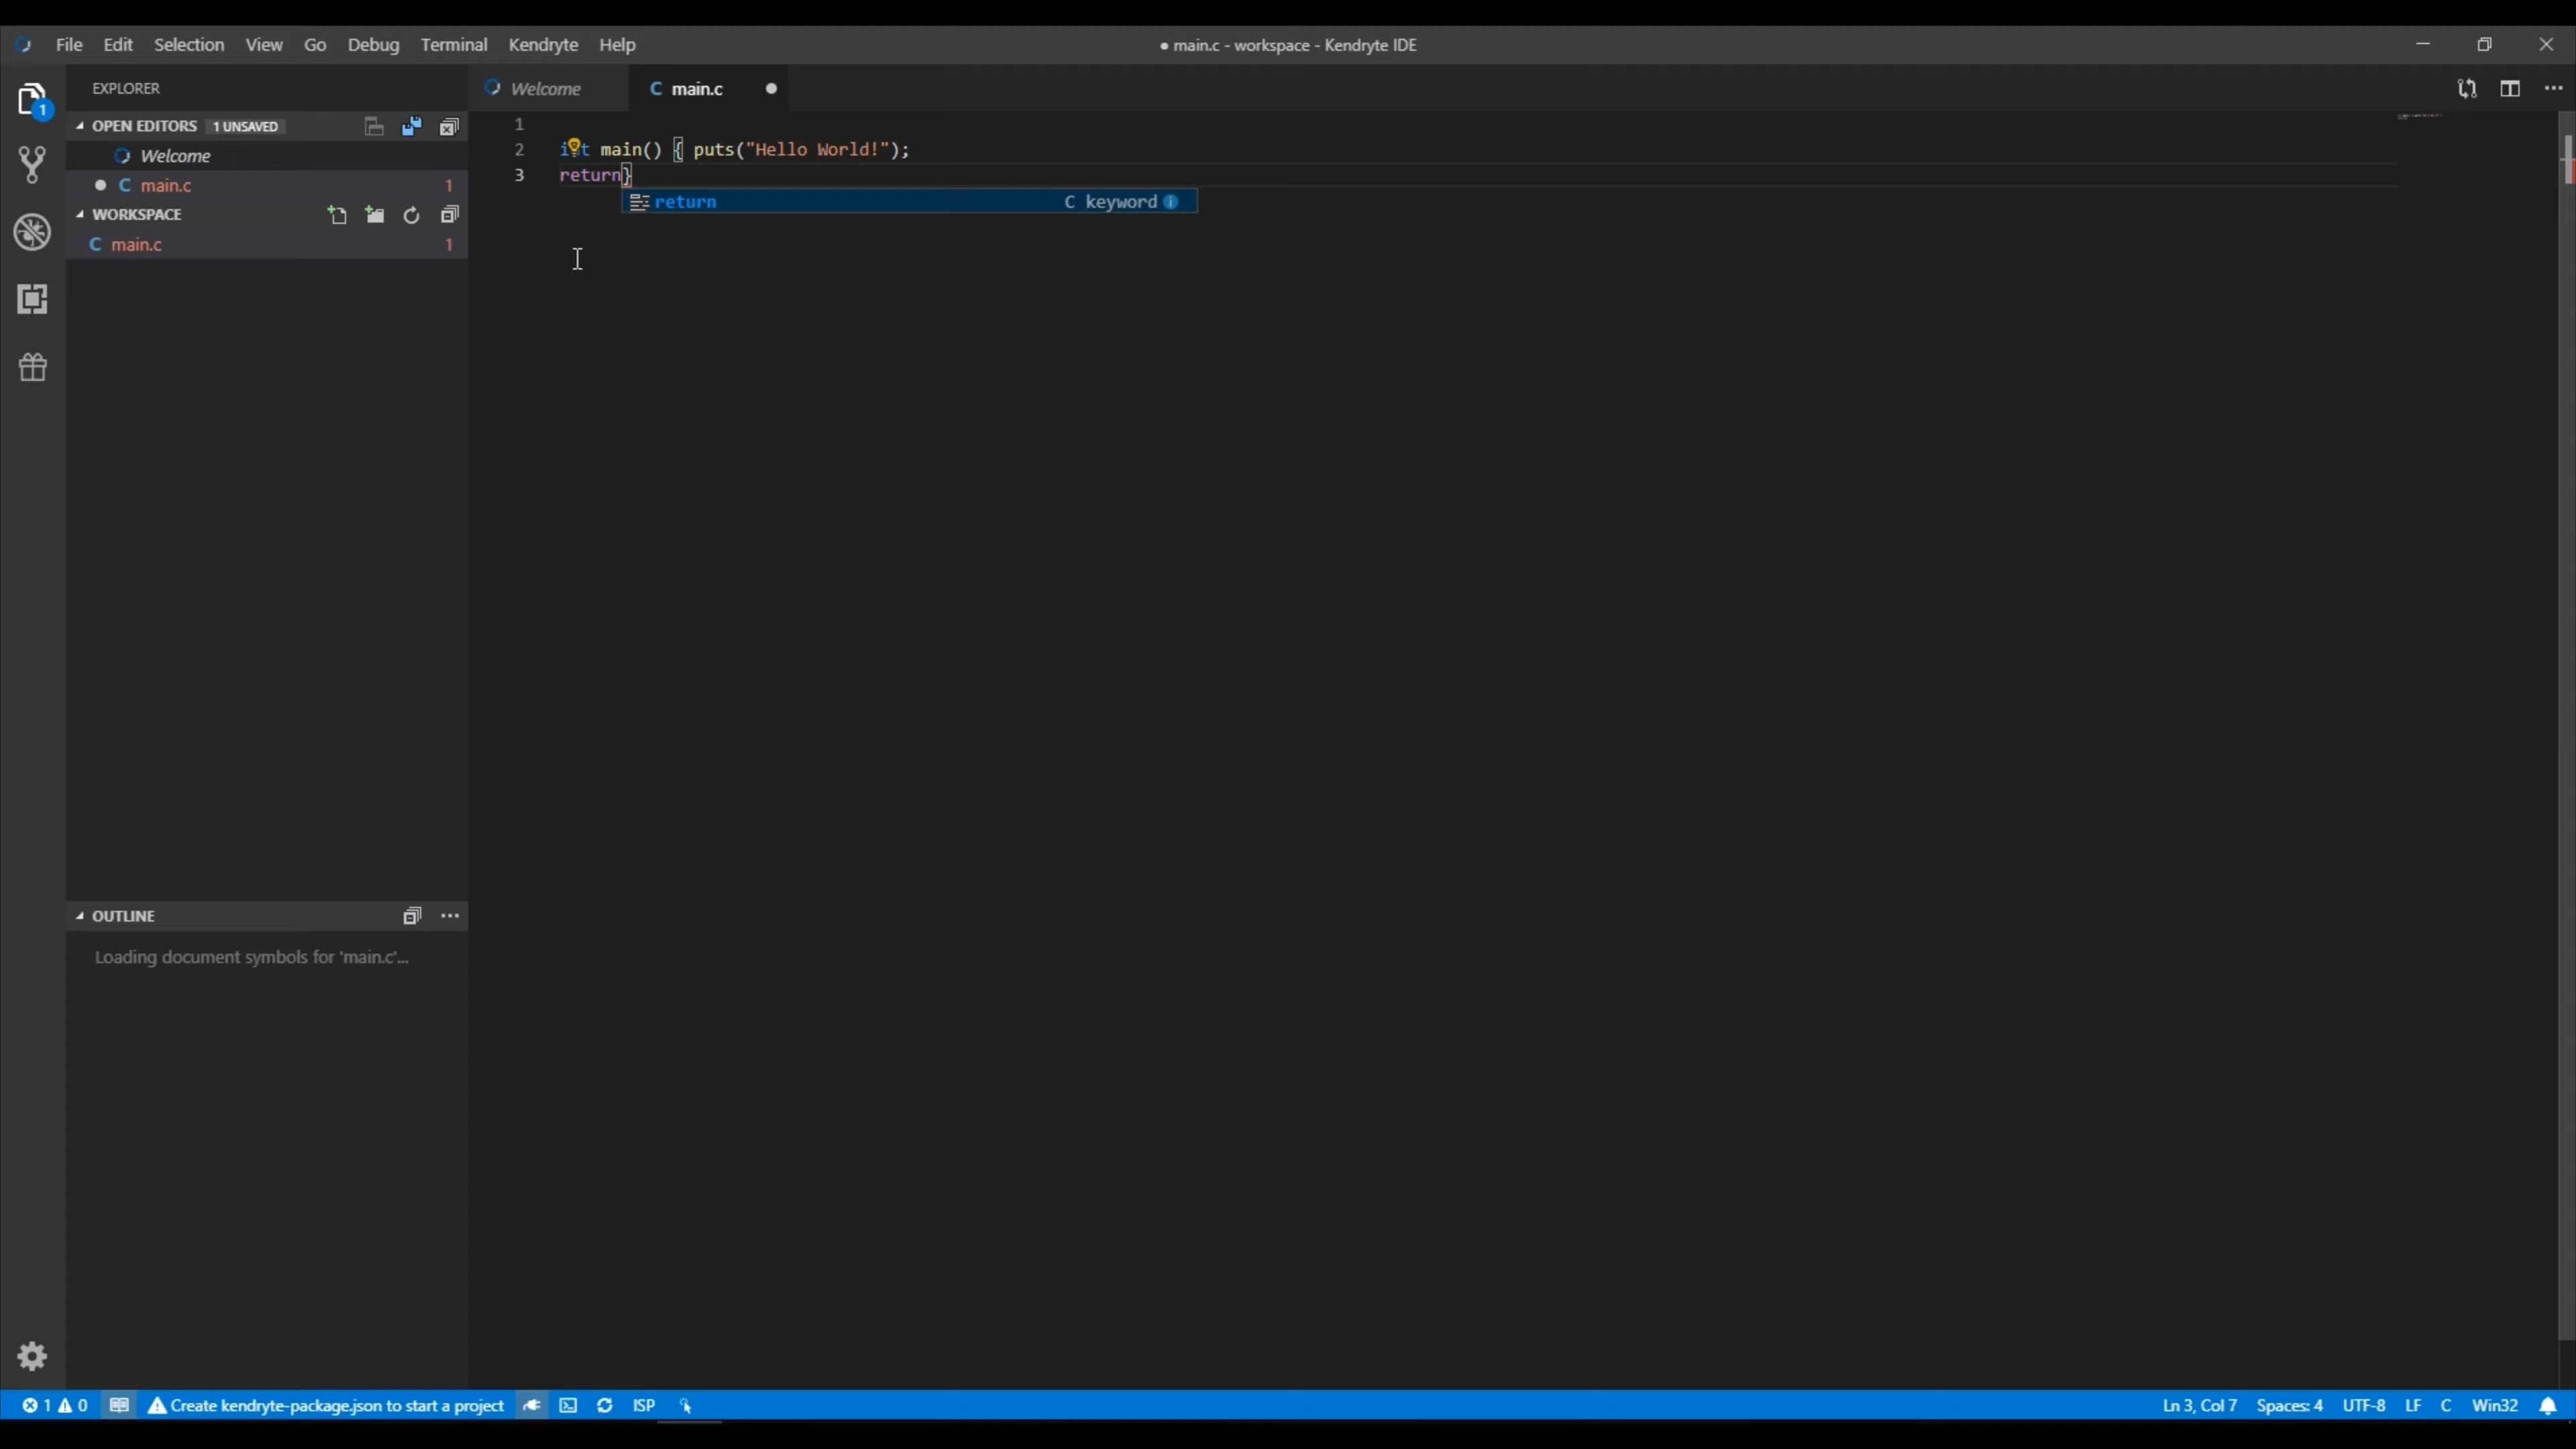 File Edit Selection View Go Debug Terminal Kendryte Help
● main.c - workspace - Kendryte IDE
EXPLORER
Welcome
C main.c
OPEN EDITORS 1 UNSAVED
Welcome
C main.c 1
WORKSPACE
C main.c 1
1
2 int main() { puts("Hello World!");
3 return}
return C keyword
OUTLINE
Loading document symbols for 'main.c'...
1 0 Create kendryte-package.json to start a project ISP
Ln 3, Col 7 Spaces: 4 UTF-8 LF C Win32